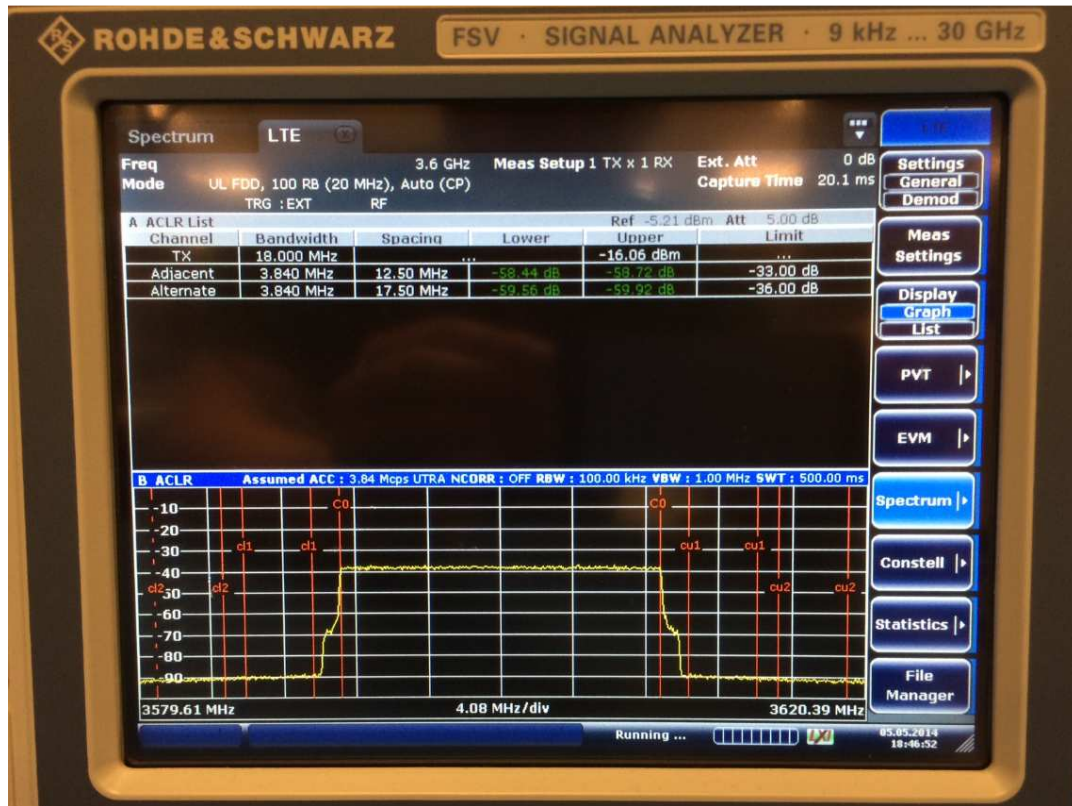 ROHDE&SCHWARZ FSV · SIGNAL ANALYZER · 9 kHz ... 30 GHz
Spectrum LTE
Freq 3.6 GHz Meas Setup 1 TX x 1 RX Ext. Att 0 dB
Mode UL FDD, 100 RB (20 MHz), Auto (CP) Capture Time 20.1 ms
TRG : EXT RF
A ACLR List Ref -5.21 dBm Att 5.00 dB
Channel Bandwidth Spacing Lower Upper Limit
TX 18.000 MHz ... -16.06 dBm ...
Adjacent 3.840 MHz 12.50 MHz -58.44 dB -58.72 dB -33.00 dB
Alternate 3.840 MHz 17.50 MHz -59.56 dB -59.92 dB -36.00 dB
B ACLR Assumed ACC : 3.84 Mcps UTRA NCORR : OFF RBW : 100.00 kHz VBW : 1.00 MHz SWT : 500.00 ms
C0 C0
-10
-20
-30 cl1 cl1 cu1 cu1
-40
cl2 -50 cl2 cu2 cu2
-60
-70
-80
-90
3579.61 MHz 4.08 MHz/div 3620.39 MHz
Running ... LXI
LTE
Settings
General
Demod
Meas
Settings
Display
Graph
List
PVT
EVM
Spectrum
Constell
Statistics
File
Manager
05.05.2014
18:46:52